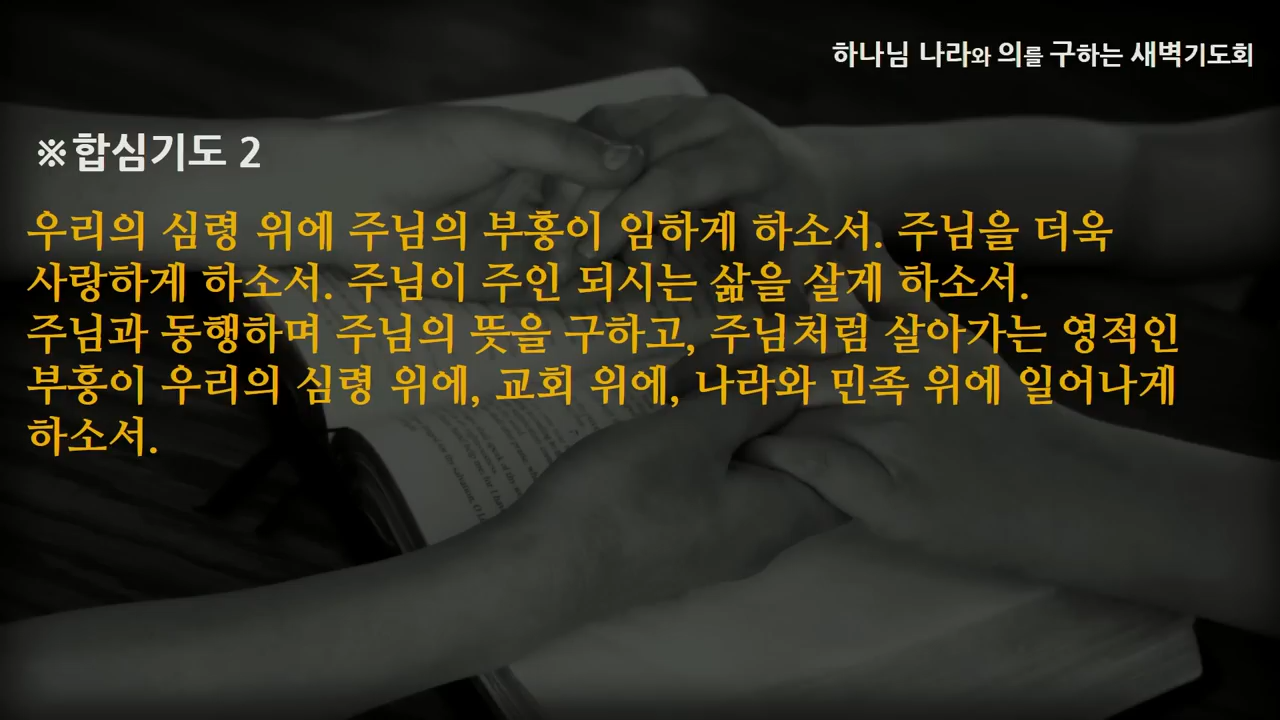 하나님 나라와 의를 구하는 새벽기도회
※합심기도 2
우리의 심령 위에 주님의 부흥이 임하게 하소서. 주님을 더욱
사랑하게 하소서. 주님이 주인 되시는 삶을 살게 하소서.
주님과 동행하며 주님의 뜻을 구하고, 주님처럼 살아가는 영적인
부흥이 우리의 심령 위에, 교회 위에, 나라와 민족 위에 일어나게
하소서.